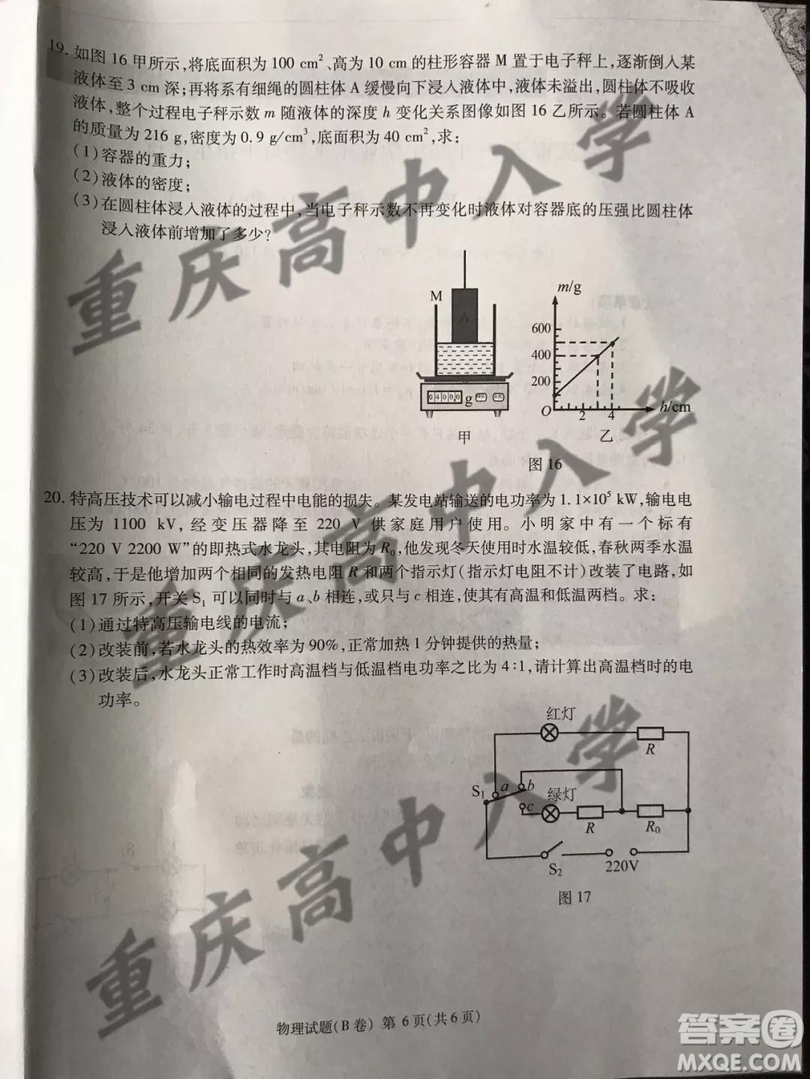 19. 如图 16 甲所示,将底面积为 100 cm²、高为 10 cm 的柱形容器 M 置于电子秤上,逐渐倒入某
液体至 3 cm 深;再将系有细绳的圆柱体 A 缓慢向下浸入液体中,液体未溢出,圆柱体不吸收
液体,整个过程电子秤示数 m 随液体的深度 h 变化关系图像如图 16 乙所示。若圆柱体 A
的质量为 216 g,密度为 0.9 g/cm³,底面积为 40 cm²,求:
(1)容器的重力;
(2)液体的密度;
(3)在圆柱体浸入液体的过程中,当电子秤示数不再变化时液体对容器底的压强比圆柱体
浸入液体前增加了多少?
M
A
g
甲
m/g
600
400
200
O
2
4
h/cm
乙
图 16
20. 特高压技术可以减小输电过程中电能的损失。某发电站输送的电功率为 1.1×10⁵ kW,输电电
压为 1100 kV,经变压器降至 220 V 供家庭用户使用。小明家中有一个标有
“220 V 2200 W”的即热式水龙头,其电阻为 R₀,他发现冬天使用时水温较低,春秋两季水温
较高,于是他增加两个相同的发热电阻 R 和两个指示灯(指示灯电阻不计)改装了电路,如
图 17 所示,开关 S₁ 可以同时与 a、b 相连,或只与 c 相连,使其有高温和低温两档。求:
(1)通过特高压输电线的电流;
(2)改装前,若水龙头的热效率为 90%,正常加热 1 分钟提供的热量;
(3)改装后,水龙头正常工作时高温档与低温档电功率之比为 4:1,请计算出高温档时的电
功率。
红灯
R
S₁
a
b
c
绿灯
R
R₀
S₂
220V
图 17
物理试题(B 卷) 第 6 页(共 6 页)
重庆高中入学
重庆高中入学
重庆高中入学
答案圈
MXQE.COM